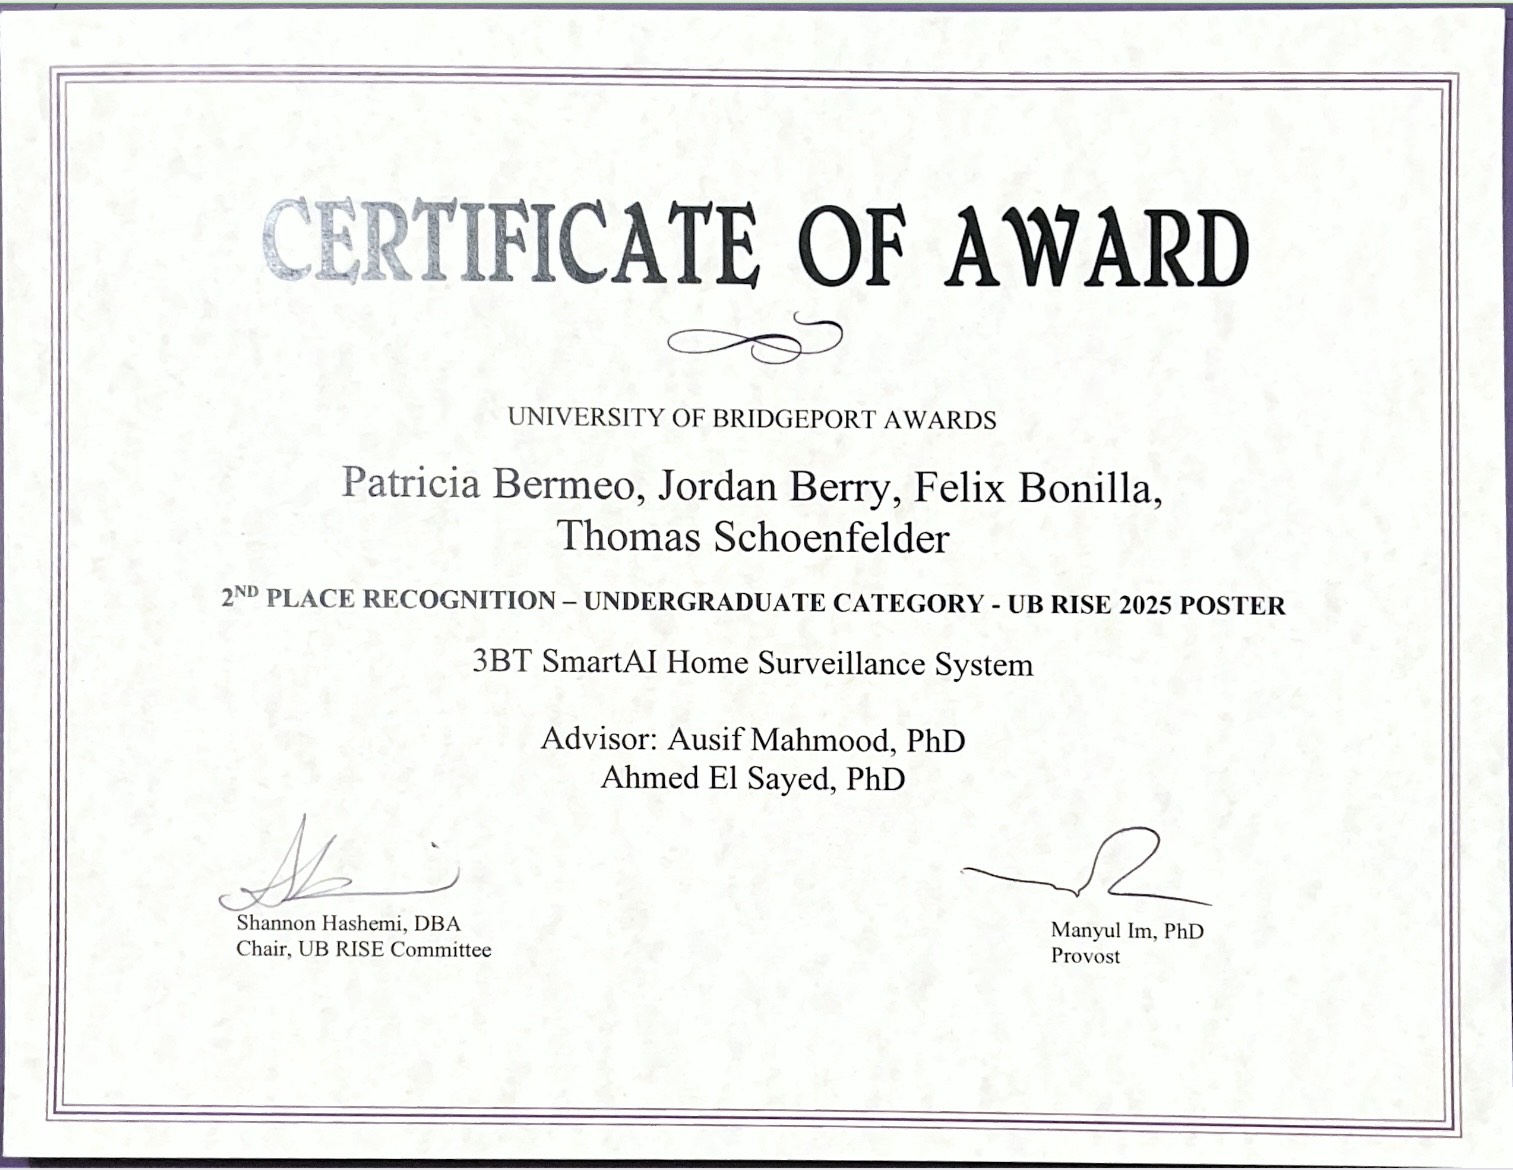 CERTIFICATE OF AWARD
UNIVERSITY OF BRIDGEPORT AWARDS
Patricia Bermeo, Jordan Berry, Felix Bonilla,
Thomas Schoenfelder
2ND PLACE RECOGNITION – UNDERGRADUATE CATEGORY - UB RISE 2025 POSTER
3BT SmartAI Home Surveillance System
Advisor: Ausif Mahmood, PhD
Ahmed El Sayed, PhD
Shannon Hashemi, DBA
Chair, UB RISE Committee
Manyul Im, PhD
Provost